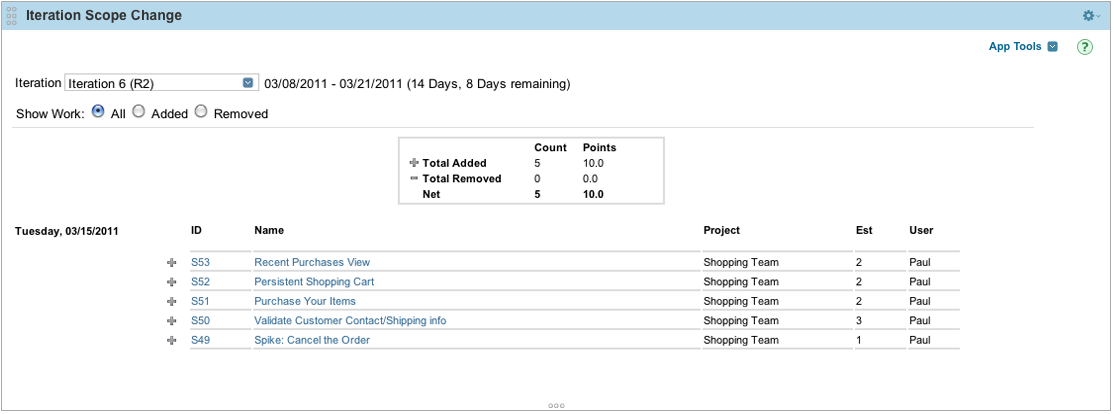 Iteration Scope Change
App Tools ?
Iteration Iteration 6 (R2) 03/08/2011 - 03/21/2011 (14 Days, 8 Days remaining)
Show Work: All Added Removed
Count Points
Total Added 5 10.0
Total Removed 0 0.0
Net 5 10.0
Tuesday, 03/15/2011 ID Name Project Est User
S53 Recent Purchases View Shopping Team 2 Paul
S52 Persistent Shopping Cart Shopping Team 2 Paul
S51 Purchase Your Items Shopping Team 2 Paul
S50 Validate Customer Contact/Shipping info Shopping Team 3 Paul
S49 Spike: Cancel the Order Shopping Team 1 Paul